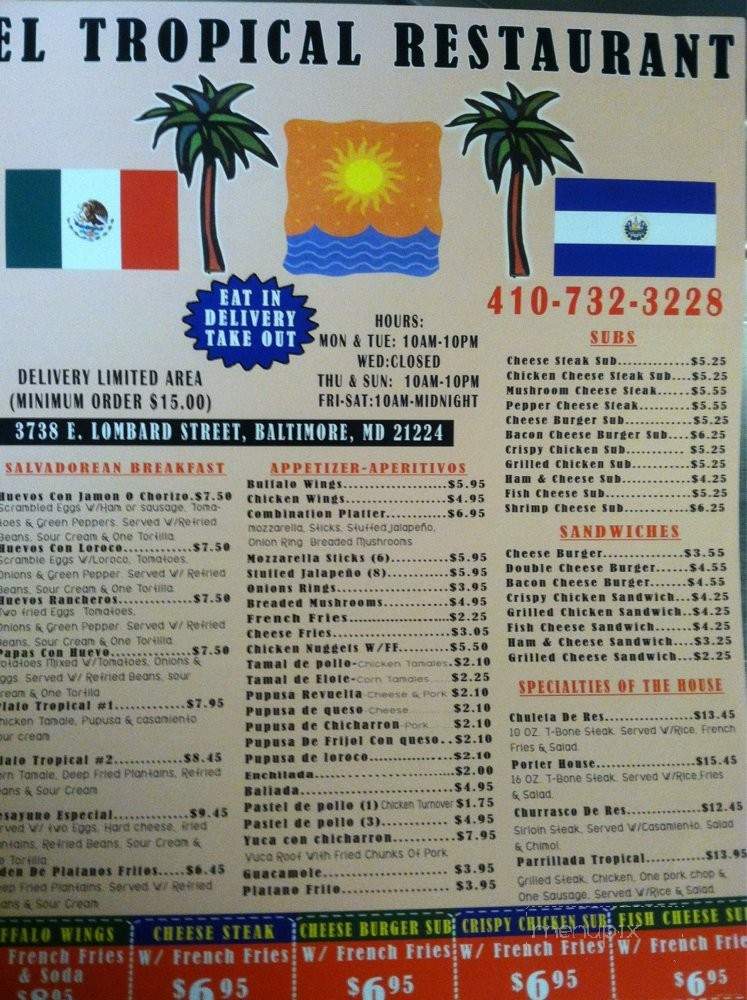 EL TROPICAL RESTAURANT
EAT IN
DELIVERY
TAKE OUT
DELIVERY LIMITED AREA
(MINIMUM ORDER $15.00)
HOURS:
MON & TUE: 10AM-10PM
WED:CLOSED
THU & SUN: 10AM-10PM
FRI-SAT:10AM-MIDNIGHT
410-732-3228
3738 E. LOMBARD STREET, BALTIMORE, MD 21224
SALVADOREAN BREAKFAST
Huevos Con Jamon O Chorizo.$7.50
Scrambled Eggs W/Ham or sausage, Toma-
toes & Green Peppers. Served W/Refried
Beans, Sour Cream & One Tortilla
Huevos Con Loroco.............$7.50
Scramble Eggs W/Loroco, Tomatoes,
Onions & Green Pepper. Served W/ Refried
Beans, Sour Cream & One Tortilla
Huevos Rancheros.............$7.50
Two fried Eggs Tomatoes,
Onions & Green Pepper. Served W/ Refried
Beans, Sour Cream & One Tortilla
Papas Con Huevo..............$7.50
Potatoes Mixed W/Tomatoes, Onions &
Eggs. Served W/ Refried Beans, sour
cream & One Tortilla
Plato Tropical #1............$7.95
Chicken Tamale, Pupusa & casamiento
sour cream
Plato Tropical #2............$8.45
Corn Tamale, Deep Fried Plantains, Refried
Beans & Sour Cream
Desayuno Especial............$9.45
Served W/ two Eggs, Hard cheese, fried
Plantains, Refried Beans, Sour Cream &
One Tortilla
Orden De Platanos Fritos.....$6.45
Deep Fried Plantains. Served W/ Refried
Beans & Sour Cream
APPETIZER-APERITIVOS
Buffalo Wings..................$5.95
Chicken Wings..................$4.95
Combination Platter............$6.95
mozzarella, Sticks, Stuffed Jalapeño,
Onion Ring Breaded Mushrooms
Mozzarella Sticks (6)..........$5.95
Stuffed Jalapeño (8)...........$5.95
Onions Rings...................$3.95
Breaded Mushrooms..............$4.95
French Fries...................$2.25
Cheese Fries...................$3.05
Chicken Nuggets W/FF...........$5.50
Tamal de pollo-Chicken Tamales.$2.10
Tamal de Elote-Corn Tamales....$2.25
Pupusa Revuelta-Cheese & Pork $2.10
Pupusa de queso-Cheese.........$2.10
Pupusa de Chicharron-Pork......$2.10
Pupusa De Frijol Con queso..$2.10
Pupusa de loroco...............$2.10
Enchilada......................$2.00
Baliada........................$4.95
Pastel de pollo (1) Chicken Turnover $1.75
Pastel de pollo (3)............ $4.95
Yuca con chicharron............$7.95
Yuca Root With Fried Chunks Of Pork
Guacamole...................... $3.95
Platano Frito.................. $3.95
SUBS
Cheese Steak Sub...............$5.25
Chicken Cheese Steak Sub....$5.25
Mushroom Cheese Steak......$5.55
Pepper Cheese Steak..........$5.55
Cheese Burger Sub.............$5.25
Bacon Cheese Burger Sub....$6.25
Crispy Chicken Sub........... $5.25
Grilled Chicken Sub...........$5.25
Ham & Cheese Sub.............$4.25
Fish Cheese Sub................$5.25
Shrimp Cheese Sub.............$6.25
SANDWICHES
Cheese Burger...............$3.55
Double Cheese Burger......$4.55
Bacon Cheese Burger......$4.55
Crispy Chicken Sandwich..$4.25
Grilled Chicken Sandwich..$4.25
Fish Cheese Sandwich......$4.25
Ham & Cheese Sandwich....$3.25
Grilled Cheese Sandwich...$2.25
SPECIALTIES OF THE HOUSE
Chuleta De Res.................$13.45
10 OZ. T-Bone Steak. Served W/Rice, French
Fries & Salad.
Porter House...................$15.45
16 OZ. T-Bone Steak. Served W/Rice,Fries
& Salad.
Churrasco De Res...............$12.45
Sirloin Steak, Served W/Casamiento, Salad
& Chimol
Parrillada Tropical............$13.95
Grilled Steak, Chicken, One pork chop &
One Sausage. Served W/Rice & Salad
BUFFALO WINGS
French Fries
& Soda
$8.95
CHEESE STEAK
W/ French Fries
$6.95
CHEESE BURGER SUB
W/ French Fries
$6.95
CRISPY CHICKEN SUB
W/ French Fries
$6.95
FISH CHEESE SUB
W/ French Fries
$6.95
menupix